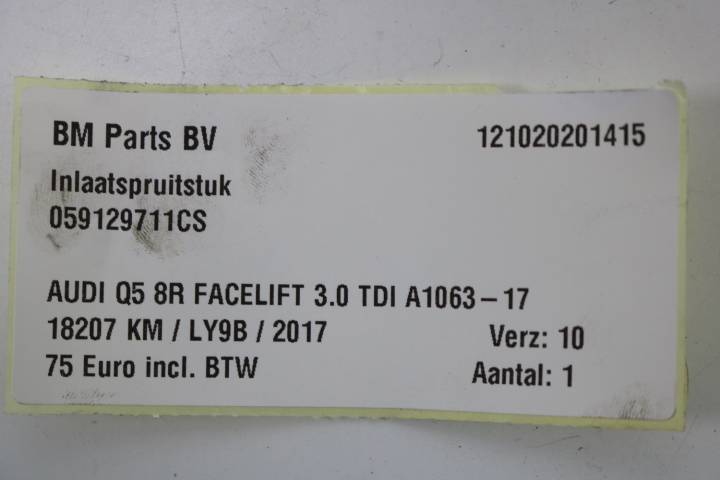 BM Parts BV 121020201415
Inlaatspruitstuk
059129711CS
AUDI Q5 8R FACELIFT 3.0 TDI A1063-17
18207 KM / LY9B / 2017 Verz: 10
75 Euro incl. BTW Aantal: 1